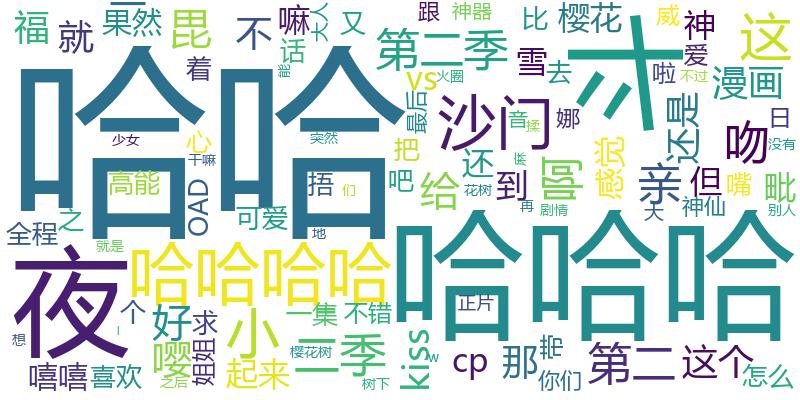 福
就
果然
毘
着
哈哈
不
嘛
大人
话
又
第二季
跟
神器
vs
火圈
比
樱花
雪
去
神
威
爱
啦
不过
这
漫画
能
少女
干嘛
心
突然
高能
OAD
捂
们
把
最后
沙门
音
揉
娜
麻
感觉
还是
吻
日
没有
之
可爱
吧
给
还
到
啊
花树
亲
但
嘴
毗
全程
就是
地
再
剧情
大
神仙
别人
夜
哈哈哈哈
哈哈哈
正片
想
个
好
求
小
一集
不错
嘻嘻
喜欢
嘤
之后
姐姐
起来
樱花树
二季
树下
kiss
w
cp
那
你们
第二
这个
怎么